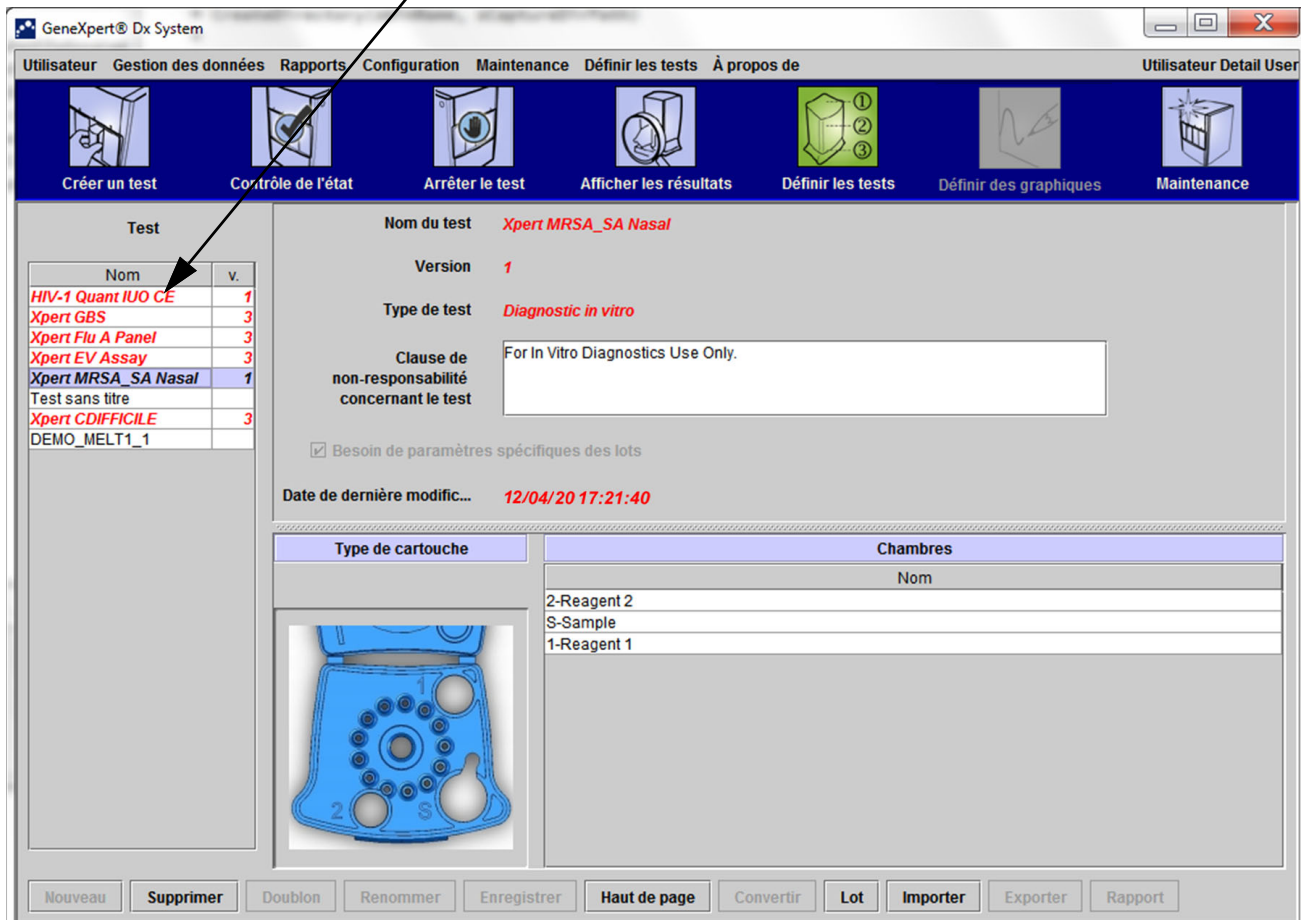 GeneXpert® Dx System
Utilisateur Gestion des données Rapports Configuration Maintenance Définir les tests À propos de Utilisateur Detail User
1
2
3
Créer un test Contrôle de l'état Arrêter le test Afficher les résultats Définir les tests Définir des graphiques Maintenance
Test
Nom v.
HIV-1 Quant IUO CE 1
Xpert GBS 3
Xpert Flu A Panel 3
Xpert EV Assay 3
Xpert MRSA_SA Nasal 1
Test sans titre
Xpert CDIFFICILE 3
DEMO_MELT1_1
Nom du test Xpert MRSA_SA Nasal
Version 1
Type de test Diagnostic in vitro
Clause de
non-responsabilité
concernant le test
For In Vitro Diagnostics Use Only.
Besoin de paramètres spécifiques des lots
Date de dernière modific... 12/04/20 17:21:40
Type de cartouche
Chambres
Nom
2-Reagent 2
S-Sample
1-Reagent 1
1
2 S
Nouveau Supprimer Doublon Renommer Enregistrer Haut de page Convertir Lot Importer Exporter Rapport